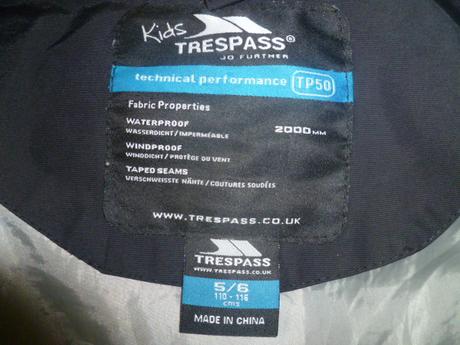 Kids
TRESPASS®
GO FURTHER
technical performance TP50
Fabric Properties
WATERPROOF 2000MM
WASSERDICHT / IMPERMÉABLE
WINDPROOF
WINDDICHT / PROTÈGE DU VENT
TAPED SEAMS
VERSCHWEISSTE NÄHTE / COUTURES SOUDÉES
WWW.TRESPASS.CO.UK
TRESPASS
WWW.TRESPASS.CO.UK
5/6
110 - 116
cms
MADE IN CHINA